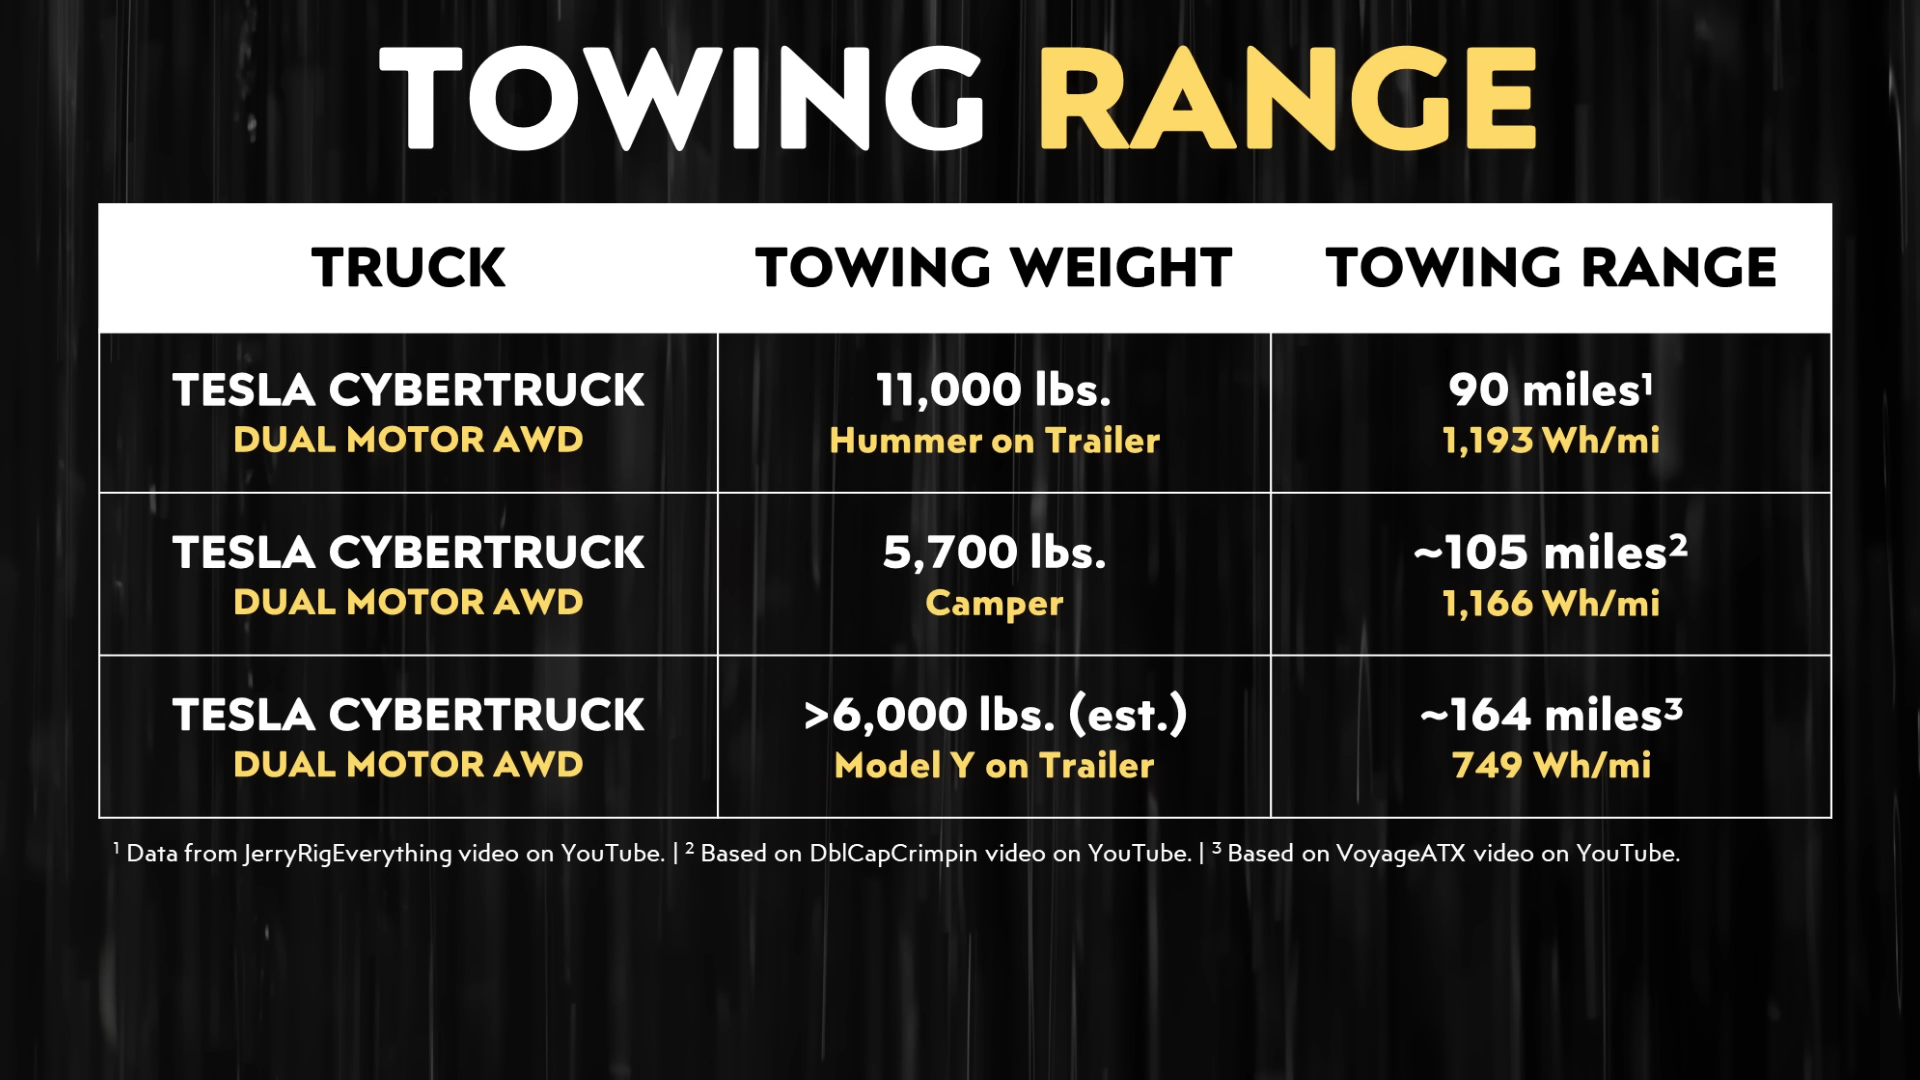 TOWING RANGE
TRUCK TOWING WEIGHT TOWING RANGE
TESLA CYBERTRUCK 11,000 lbs. 90 miles¹
DUAL MOTOR AWD Hummer on Trailer 1,193 Wh/mi
TESLA CYBERTRUCK 5,700 lbs. ~105 miles²
DUAL MOTOR AWD Camper 1,166 Wh/mi
TESLA CYBERTRUCK >6,000 lbs. (est.) ~164 miles³
DUAL MOTOR AWD Model Y on Trailer 749 Wh/mi
¹ Data from JerryRigEverything video on YouTube. | ² Based on DblCapCrimpin video on YouTube. | ³ Based on VoyageATX video on YouTube.